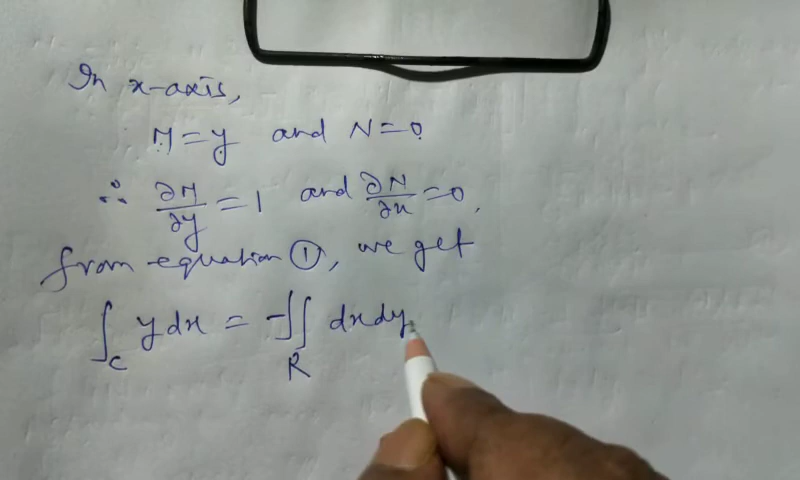 In x-axis,
M = y and N = 0
∴ ∂M/∂y = 1 and ∂N/∂x = 0,
from equation ①, we get
∫_C y dx = -∬_R dx dy